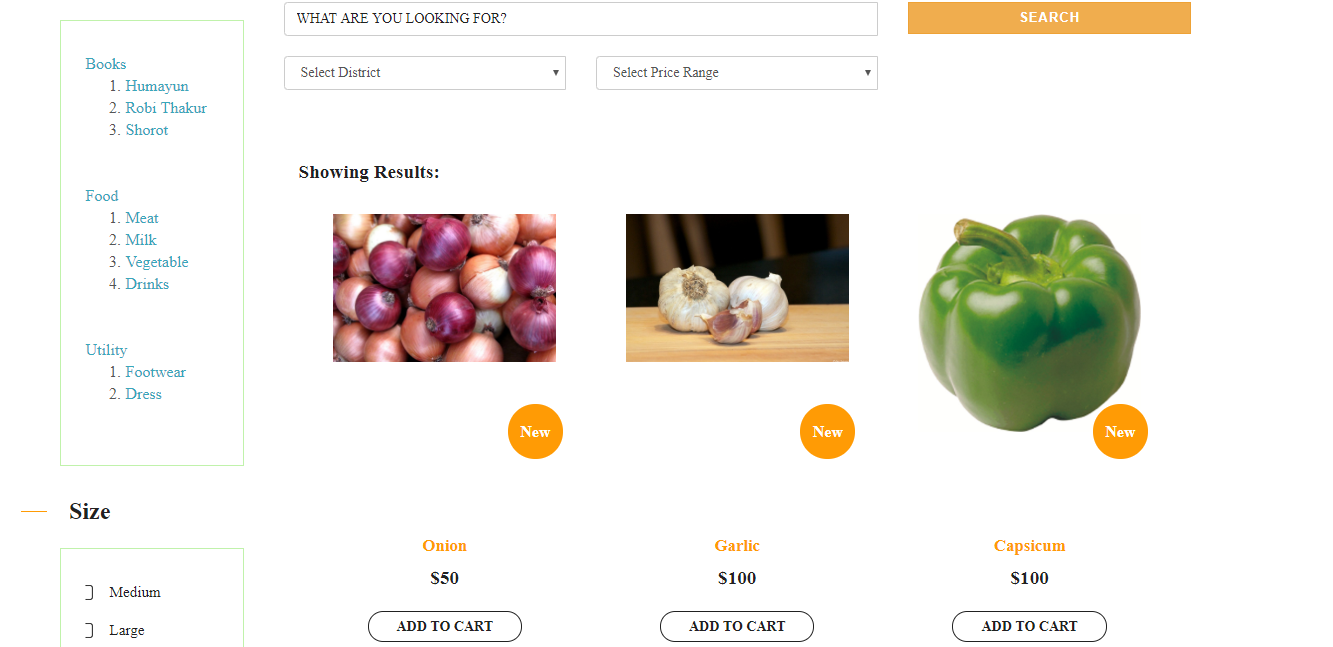 WHAT ARE YOU LOOKING FOR?
SEARCH
Select District
Select Price Range
Books
1. Humayun
2. Robi Thakur
3. Shorot
Food
1. Meat
2. Milk
3. Vegetable
4. Drinks
Utility
1. Footwear
2. Dress
Size
Medium
Large
Showing Results:
New
New
New
Onion
Garlic
Capsicum
$50
$100
$100
ADD TO CART
ADD TO CART
ADD TO CART